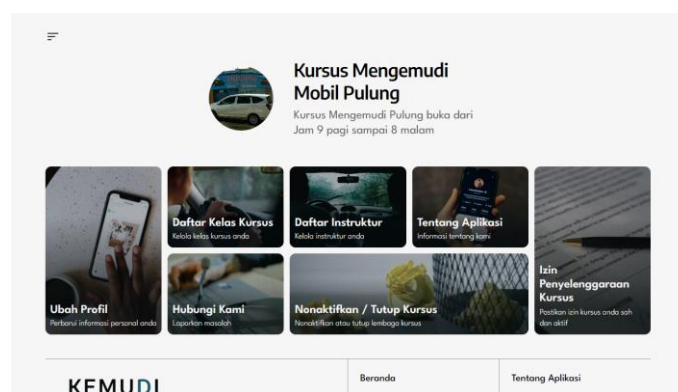 Kursus Mengemudi
Mobil Pulung
Kursus Mengemudi Pulung buka dari
Jam 9 pagi sampai 8 malam
Daftar Kelas Kursus
Kelola kelas kursus anda
Daftar Instruktur
Kelola instruktur anda
Tentang Aplikasi
Informasi tentang kami
Ubah Profil
Perbarui informasi personal anda
Hubungi Kami
Laporkan masalah
Nonaktifkan / Tutup Kursus
Nonaktifkan atau tutup lembaga kursus
Izin
Penyelenggaraan
Kursus
Pastikan izin kursus anda sah
dan aktif
KEMUDI
Beranda
Tentang Aplikasi